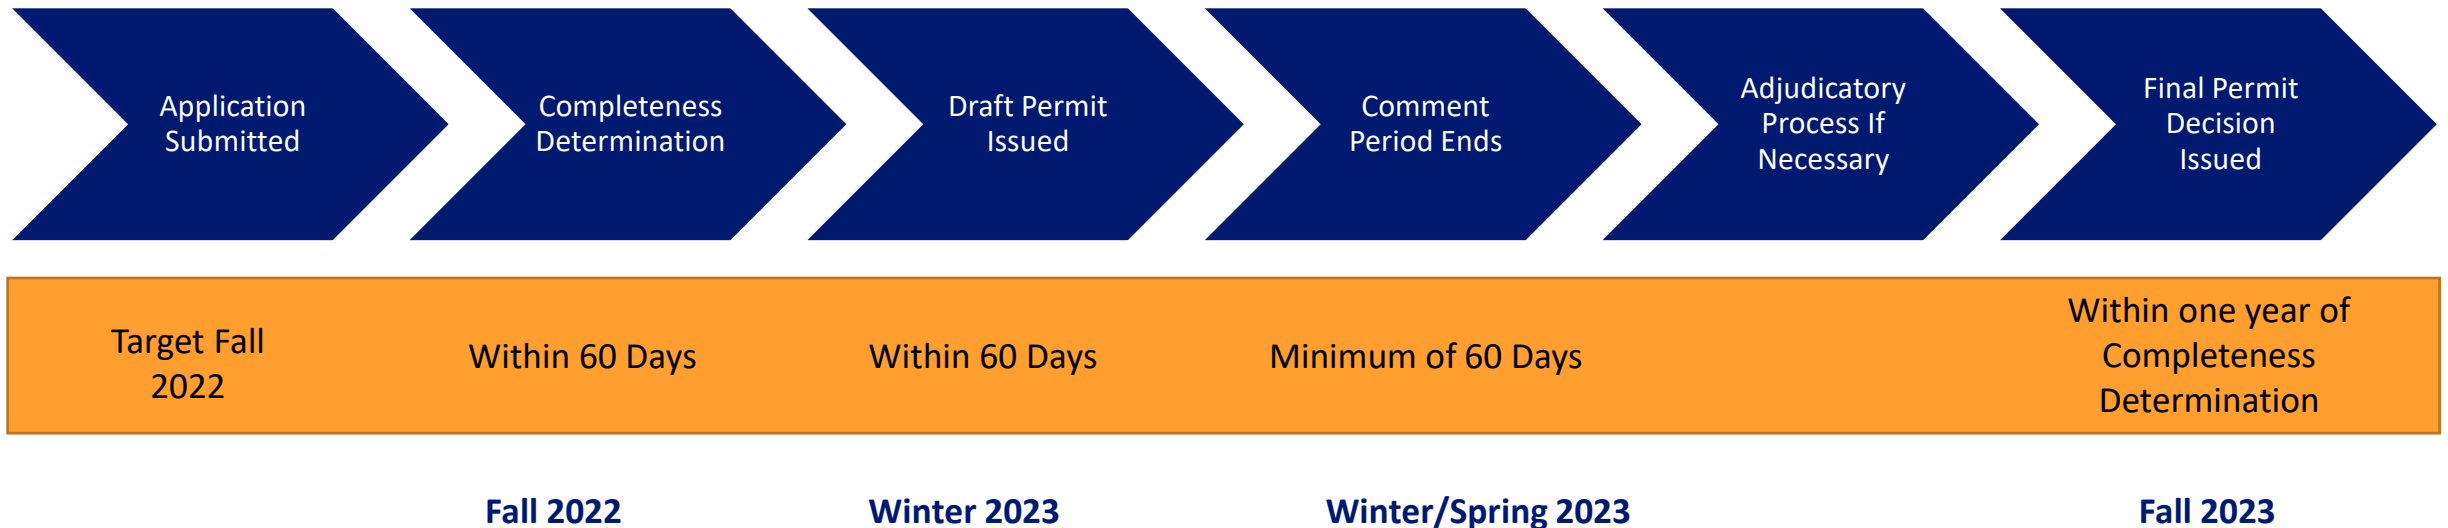 Application
Submitted
Completeness
Determination
Draft Permit
Issued
Comment
Period Ends
Adjudicatory
Process If
Necessary
Final Permit
Decision
Issued
Target Fall
2022
Within 60 Days
Within 60 Days
Minimum of 60 Days
Within one year of
Completeness
Determination
Fall 2022
Winter 2023
Winter/Spring 2023
Fall 2023